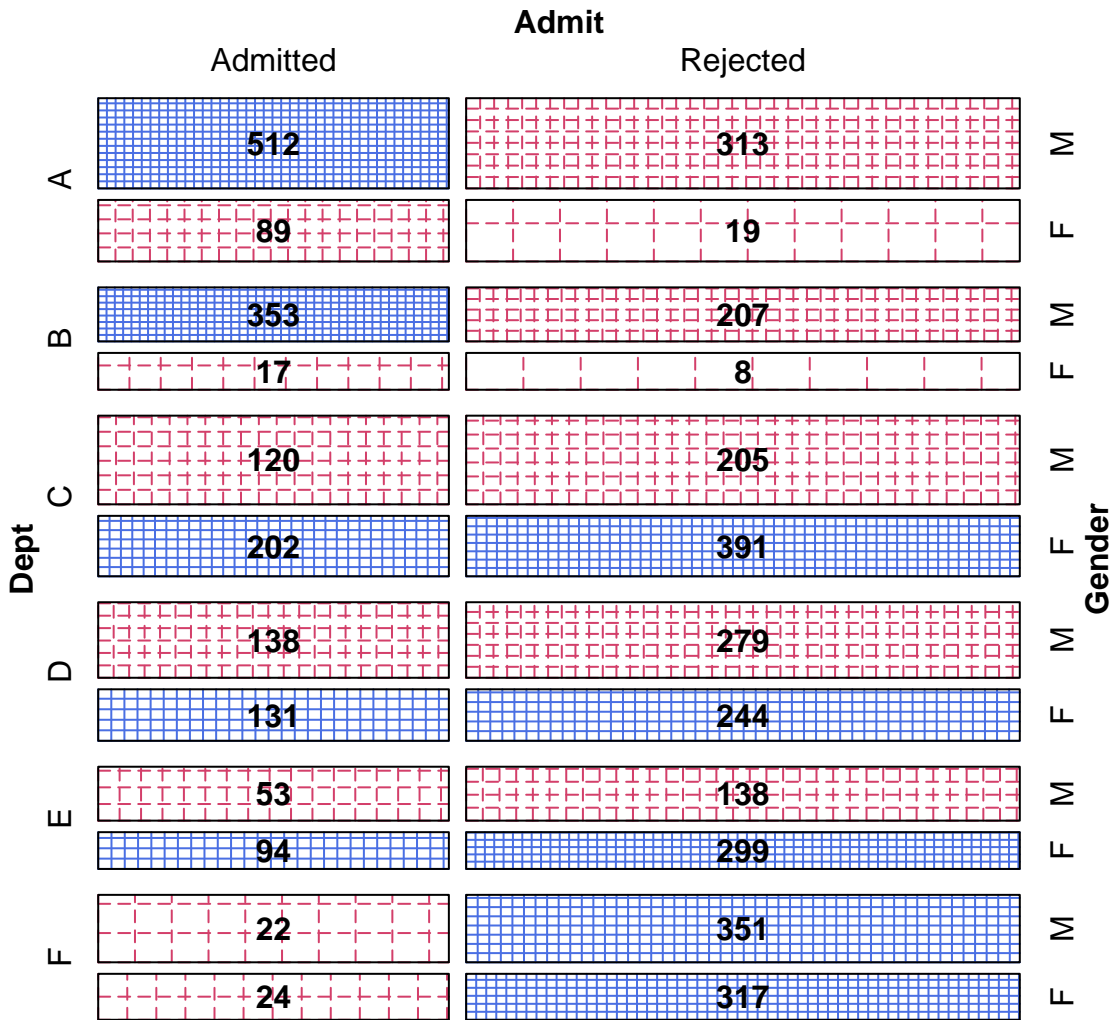 Admit
Admitted Rejected
A 512 313 M
89 19 F
B 353 207 M
17 8 F
C 120 205 M
202 391 F
Dept
Gender
D 138 279 M
131 244 F
E 53 138 M
94 299 F
F 22 351 M
24 317 F